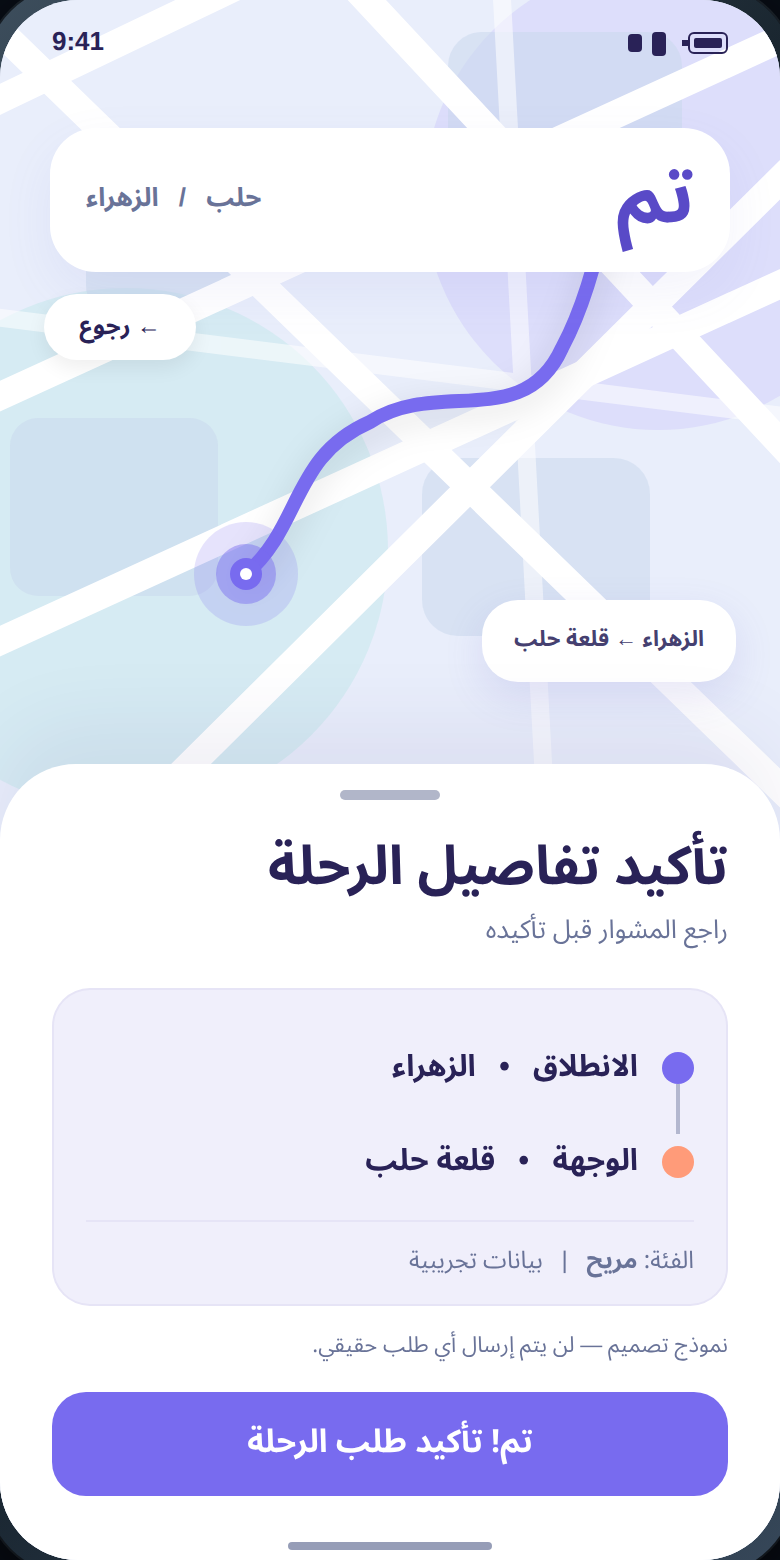 9:41
تم
حلب / الزهراء
← رجوع
الزهراء ← قلعة حلب
تأكيد تفاصيل الرحلة
راجع المشوار قبل تأكيده
الانطلاق • الزهراء
الوجهة • قلعة حلب
الفئة: مريح | بيانات تجريبية
نموذج تصميم — لن يتم إرسال أي طلب حقيقي.
تم! تأكيد طلب الرحلة